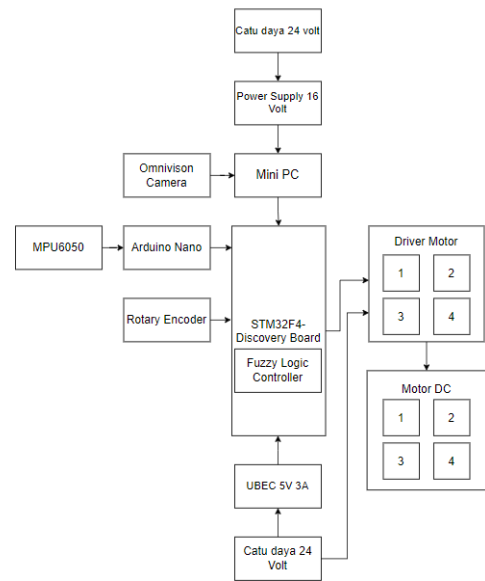 Catu daya 24 volt
Power Supply 16
Volt
Omnivison
Camera
Mini PC
MPU6050
Arduino Nano
Driver Motor
1
2
3
4
Rotary Encoder
STM32F4-
Discovery Board
Fuzzy Logic
Controller
Motor DC
1
2
3
4
UBEC 5V 3A
Catu daya 24
Volt